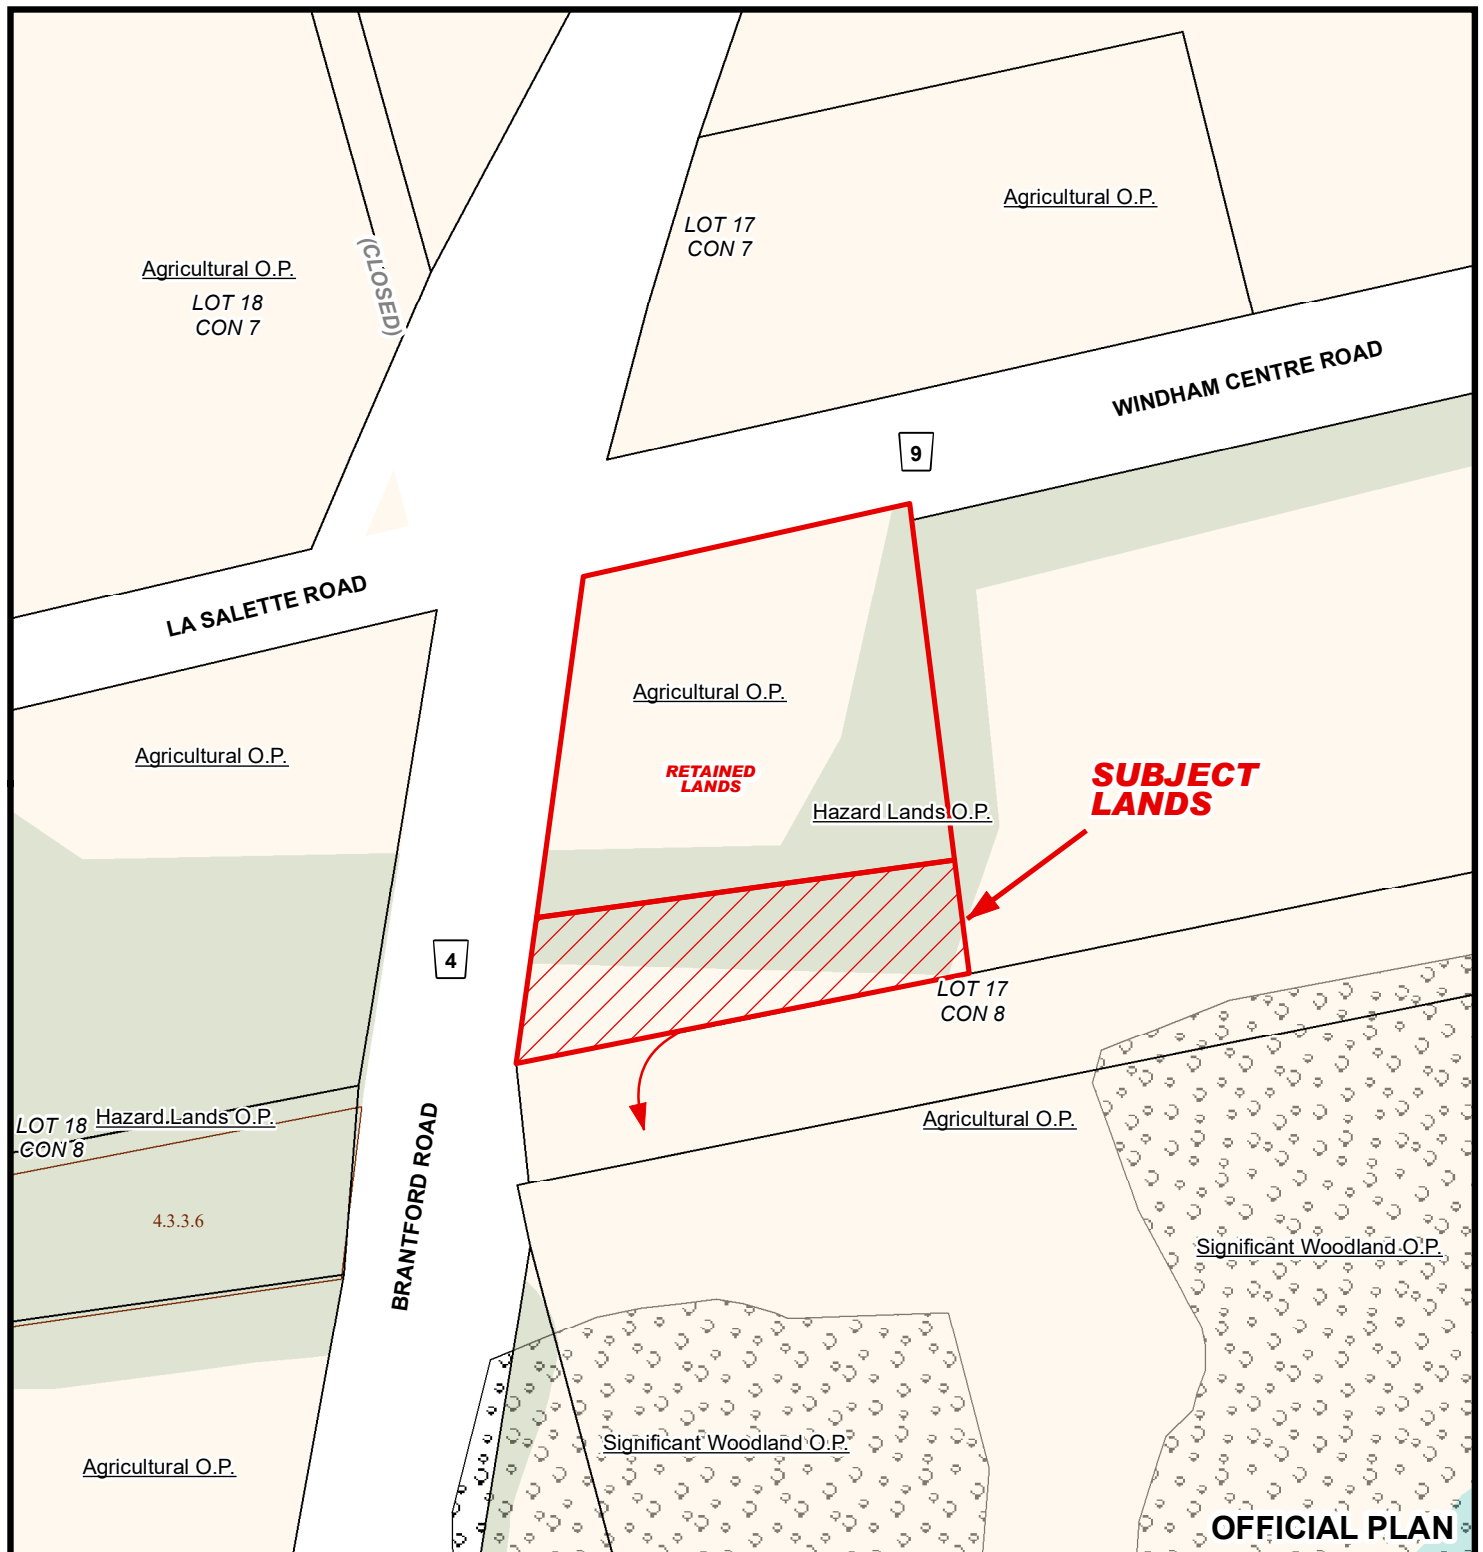 Agricultural O.P.
LOT 17
CON 7
Agricultural O.P.
LOT 18
CON 7
(CLOSED)
WINDHAM CENTRE ROAD
9
LA SALETTE ROAD
Agricultural O.P.
RETAINED
LANDS
Agricultural O.P.
SUBJECT
LANDS
Hazard Lands O.P.
4
LOT 17
CON 8
Hazard Lands O.P.
LOT 18
CON 8
Agricultural O.P.
BRANTFORD ROAD
4.3.3.6
Significant Woodland O.P.
Significant Woodland O.P.
Agricultural O.P.
OFFICIAL PLAN